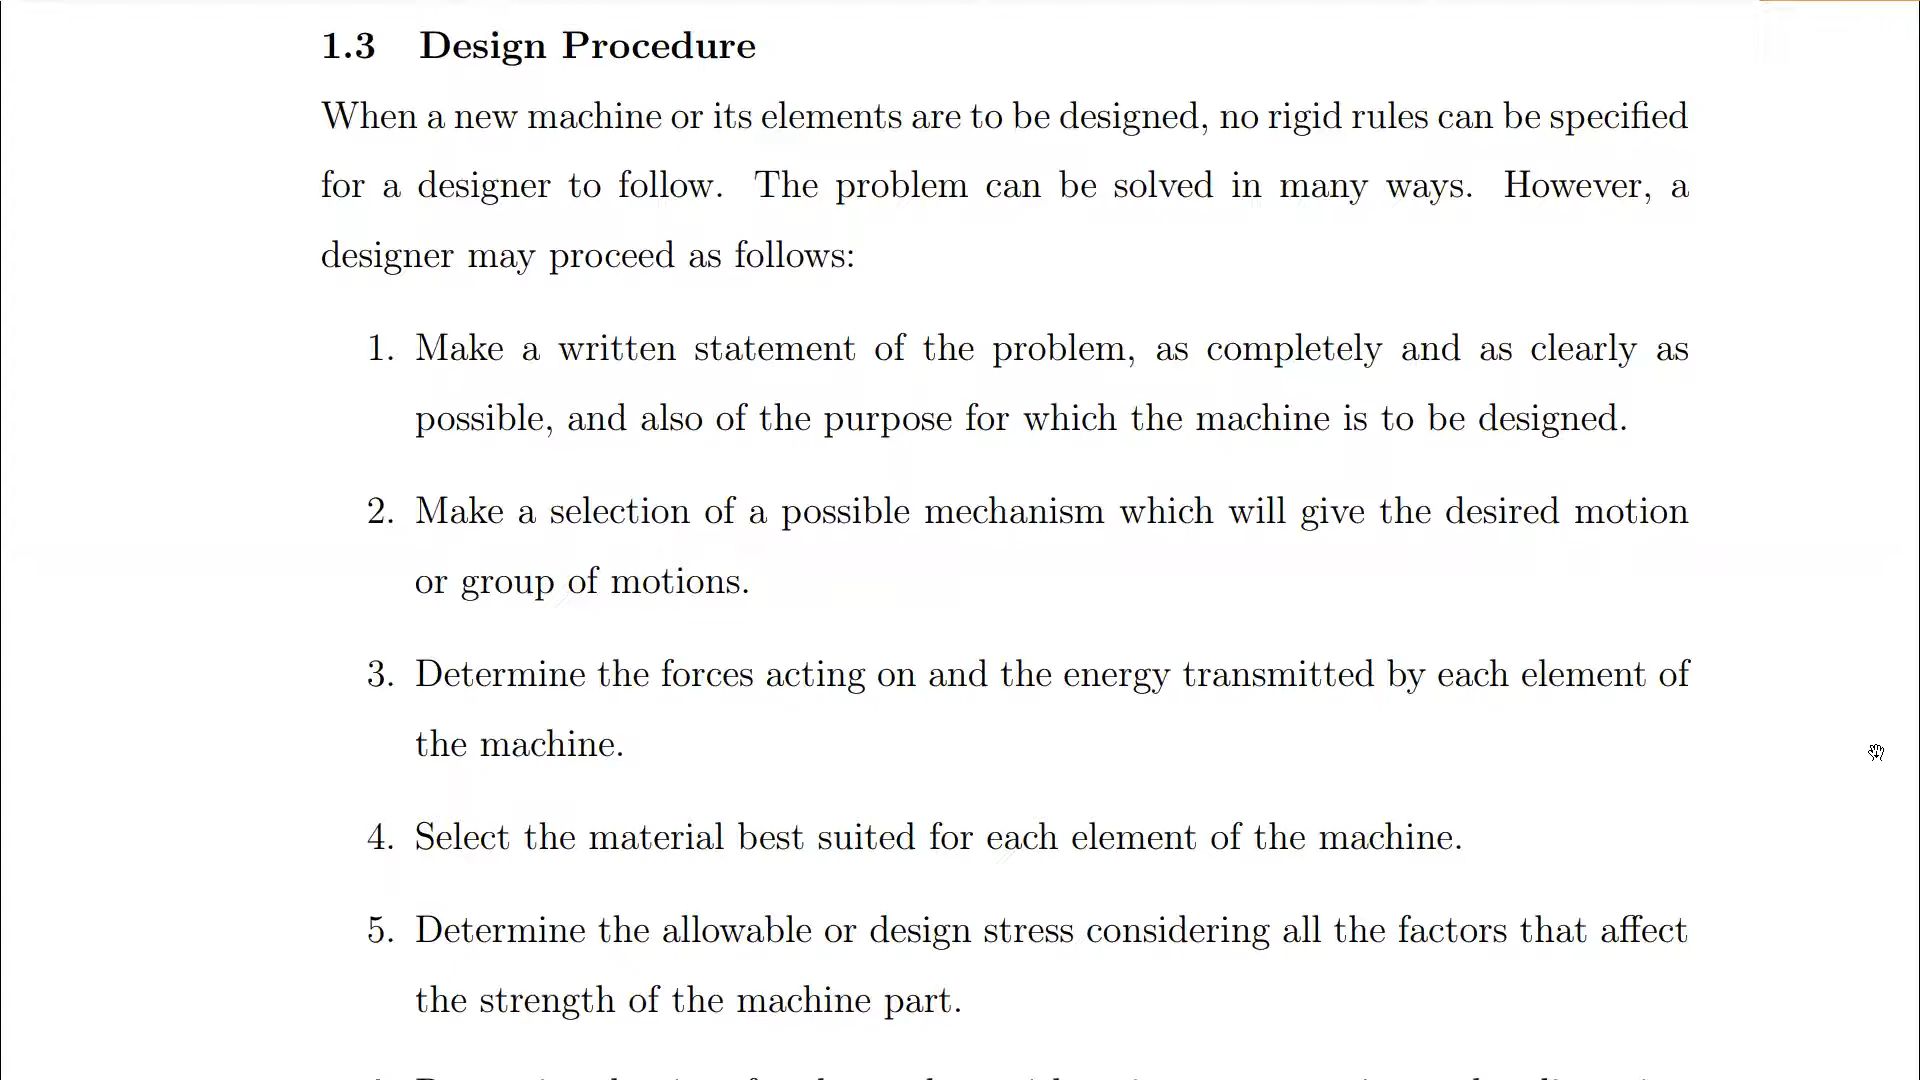 1.3 Design Procedure
When a new machine or its elements are to be designed, no rigid rules can be specified
for a designer to follow. The problem can be solved in many ways. However, a
designer may proceed as follows:
1. Make a written statement of the problem, as completely and as clearly as
possible, and also of the purpose for which the machine is to be designed.
2. Make a selection of a possible mechanism which will give the desired motion
or group of motions.
3. Determine the forces acting on and the energy transmitted by each element of
the machine.
4. Select the material best suited for each element of the machine.
5. Determine the allowable or design stress considering all the factors that affect
the strength of the machine part.